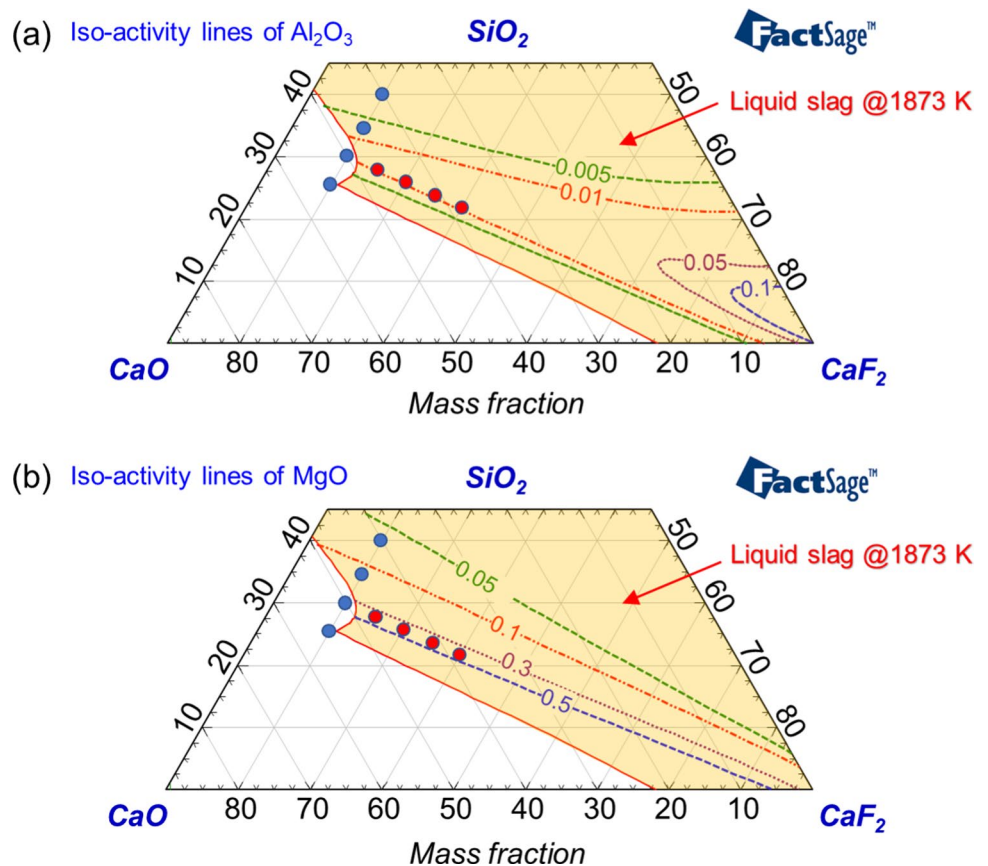 (a) Iso-activity lines of Al₂O₃
SiO₂
FactSage™
40
50
Liquid slag @1873 K
30
0.005
60
0.01
20
70
0.05
10
80
0.1
CaO
80 70 60 50 40 30 20 10
CaF₂
Mass fraction
(b) Iso-activity lines of MgO
SiO₂
FactSage™
40
50
Liquid slag @1873 K
0.05
30
60
0.1
20
0.3
70
0.5
10
80
CaO
80 70 60 50 40 30 20 10
CaF₂
Mass fraction